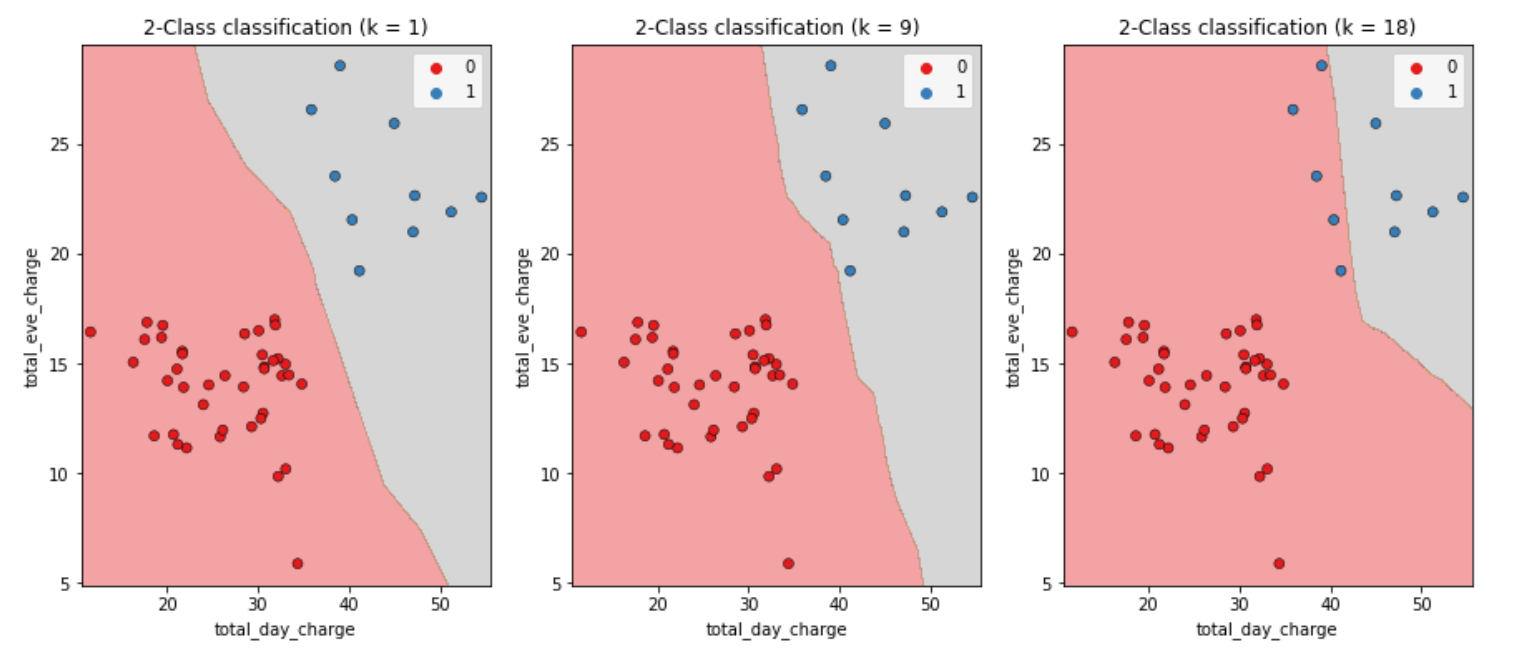 2-Class classification (k = 1)
0
1
25
20
15
10
5
total_eve_charge
20 30 40 50
total_day_charge
2-Class classification (k = 9)
0
1
25
20
15
10
5
total_eve_charge
20 30 40 50
total_day_charge
2-Class classification (k = 18)
0
1
25
20
15
10
5
total_eve_charge
20 30 40 50
total_day_charge